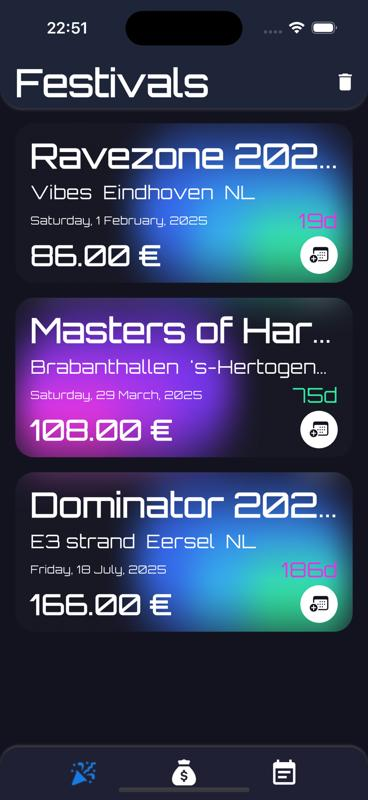 22:51
Festivals
Ravezone 202...
Vibes Eindhoven NL
Saturday, 1 February, 2025
19d
86.00 €
Masters of Har...
Brabanthallen 's-Hertogen...
Saturday, 29 March, 2025
75d
108.00 €
Dominator 202...
E3 strand Eersel NL
Friday, 18 July, 2025
186d
166.00 €